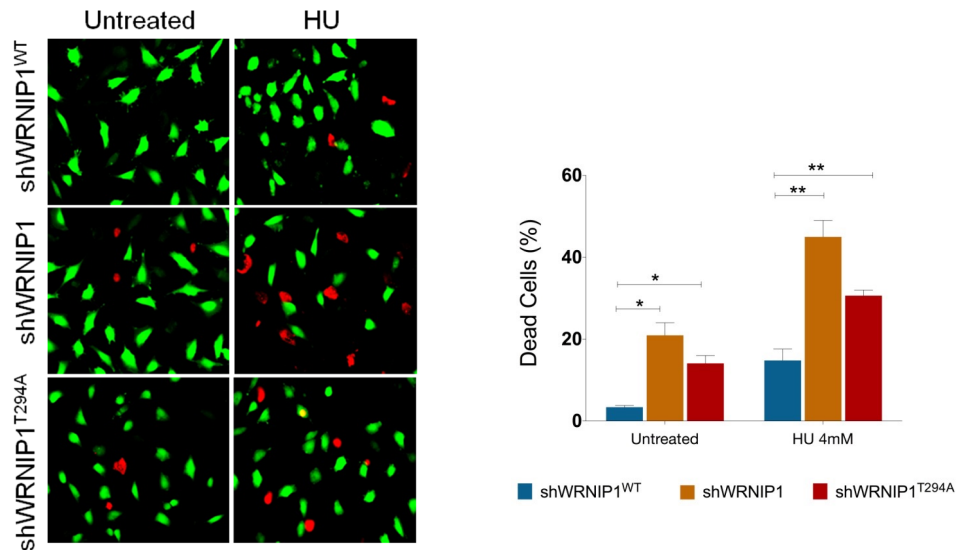 Untreated HU
shWRNIP1WT
shWRNIP1
shWRNIP1T294A
Dead Cells (%)
60
40
20
0
*
*
**
**
Untreated HU 4mM
shWRNIP1WT shWRNIP1 shWRNIP1T294A